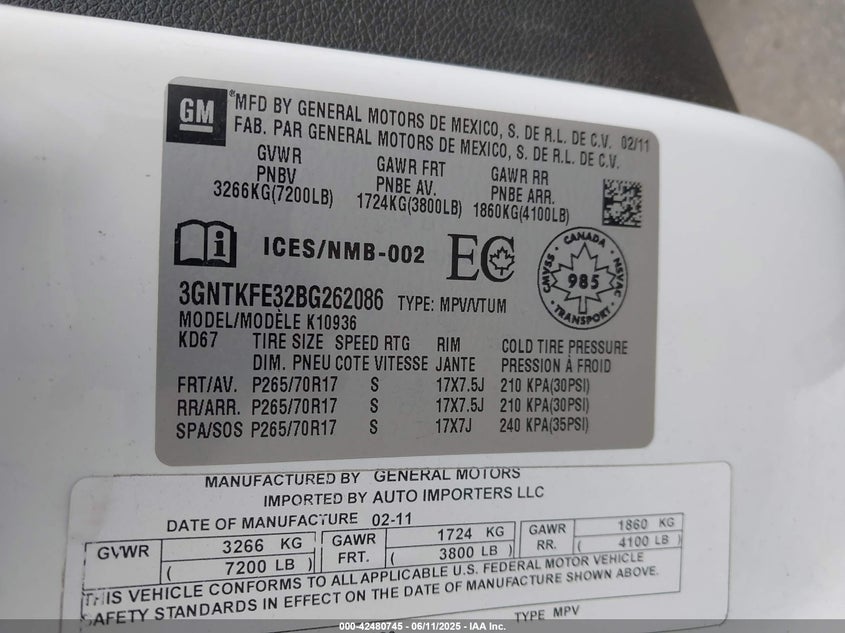 GM
®MFD BY GENERAL MOTORS DE MEXICO, S. DE R.L. DE C.V. 02/11
FAB. PAR GENERAL MOTORS DE MEXICO, S. DE R.L. DE C.V.
GVWR GAWR FRT GAWR RR
PNBV PNBE AV. PNBE ARR.
3266KG(7200LB) 1724KG(3800LB) 1860KG(4100LB)
i ICES/NMB-002 EC
CANADA
CMVSS NSVAC
985
TRANSPORT
3GNTKFE32BG262086 TYPE: MPV/VTUM
MODEL/MODÈLE K10936
KD67 TIRE SIZE SPEED RTG RIM COLD TIRE PRESSURE
DIM. PNEU COTE VITESSE JANTE PRESSION À FROID
FRT/AV. P265/70R17 S 17X7.5J 210 KPA(30PSI)
RR/ARR. P265/70R17 S 17X7.5J 210 KPA(30PSI)
SPA/SOS P265/70R17 S 17X7J 240 KPA(35PSI)
MANUFACTURED BY GENERAL MOTORS
IMPORTED BY AUTO IMPORTERS LLC
DATE OF MANUFACTURE 02-11
GVWR 3266 KG GAWR 1724 KG GAWR 1860 KG
( 7200 LB ) FRT. ( 3800 LB ) RR. ( 4100 LB )
THIS VEHICLE CONFORMS TO ALL APPLICABLE U.S. FEDERAL MOTOR VEHICLE
SAFETY STANDARDS IN EFFECT ON THE DATE OF MANUFACTURE SHOWN ABOVE.
TYPE MPV
000-42480745 - 06/11/2025 - IAA Inc.